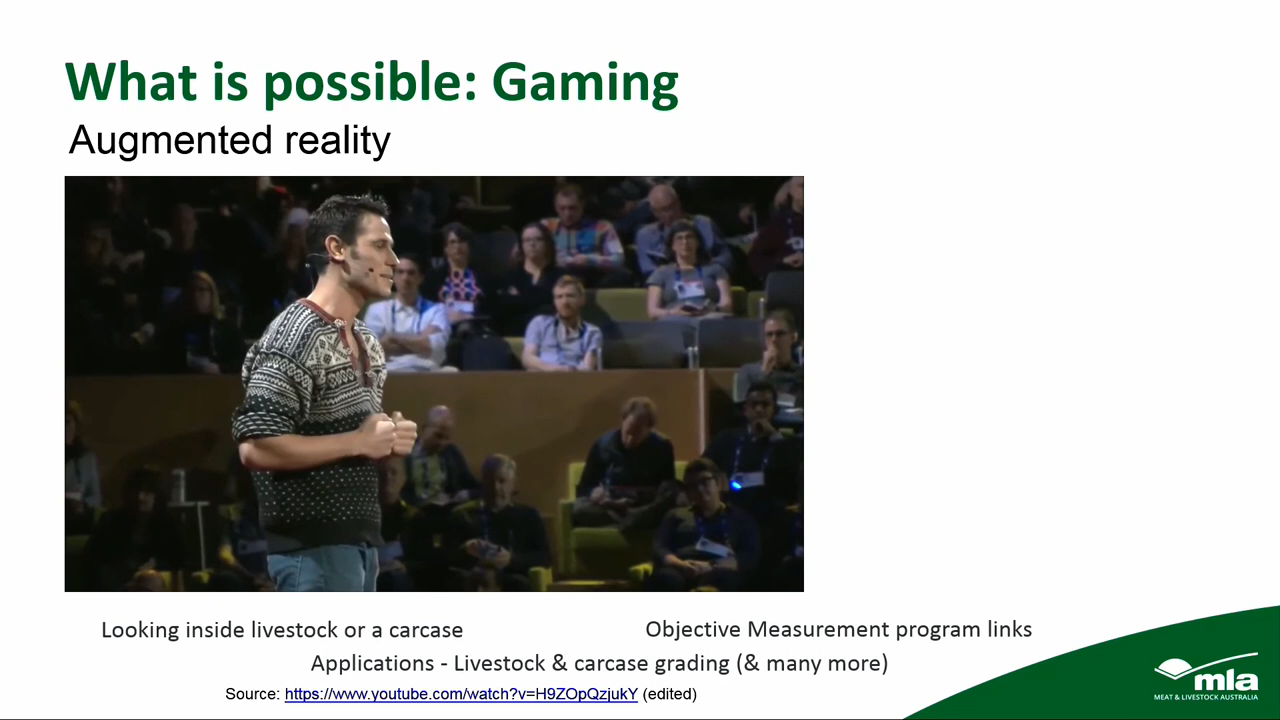 What is possible: Gaming
Augmented reality
Looking inside livestock or a carcase
Objective Measurement program links
Applications - Livestock & carcase grading (& many more)
Source: https://www.youtube.com/watch?v=H9ZOpQzjukY (edited)
mla
MEAT & LIVESTOCK AUSTRALIA